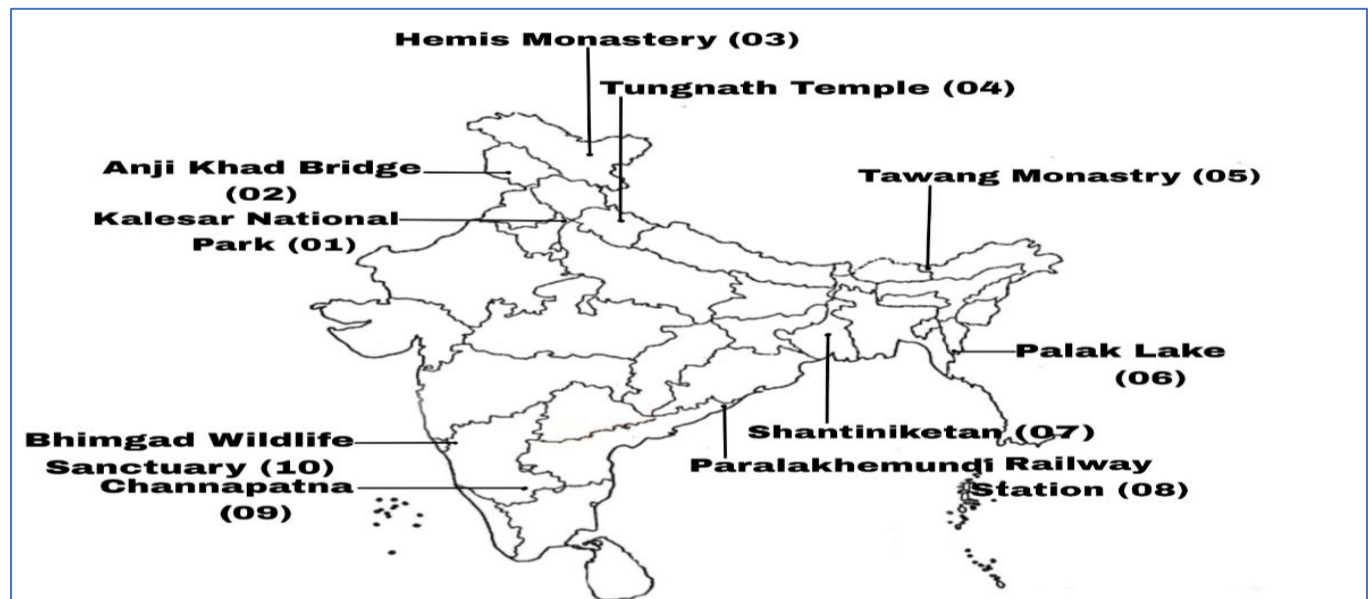 Hemis Monastery (03)
Tungnath Temple (04)
Anji Khad Bridge
(02)
Tawang Monastry (05)
Kalesar National
Park (01)
Palak Lake
(06)
Shantiniketan (07)
Bhimgad Wildlife
Sanctuary (10)
Paralakhemundi Railway
Station (08)
Channapatna
(09)